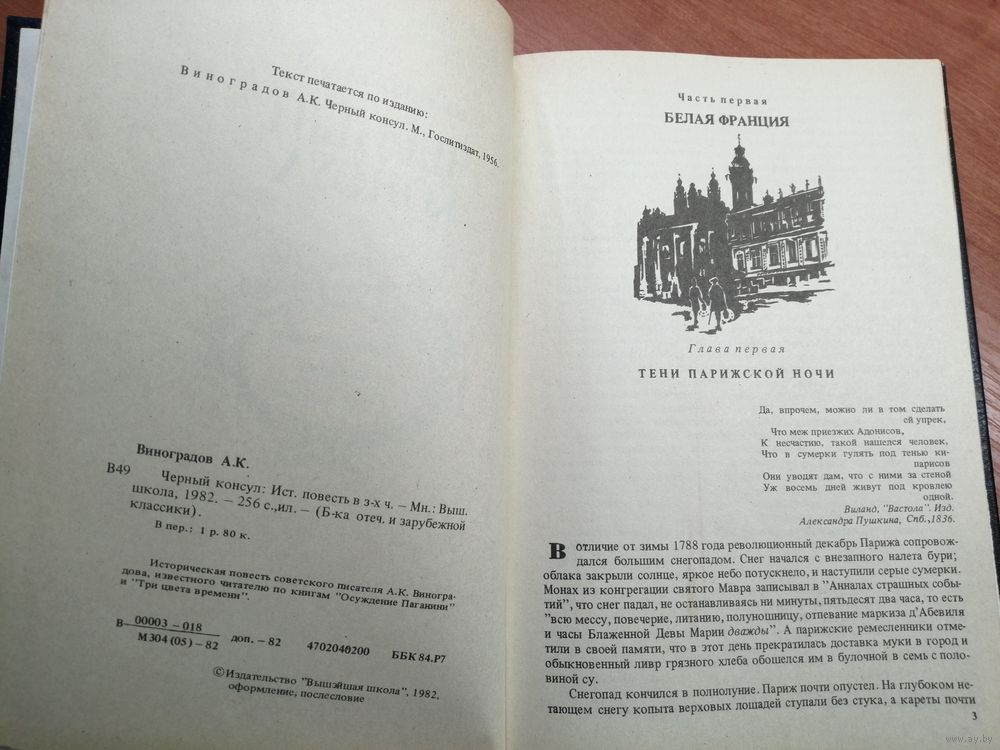 Текст печатается по изданию:
Виноградов А.К. Черный консул. М., Гослитиздат, 1956.
Виноградов А.К.
В49
Черный консул: Ист. повесть в 3-х ч. – Мн.: Выш.
школа, 1982. – 256 с.,ил. – (Б-ка отеч. и зарубежной
классики).
В пер.: 1 р. 80 к.
Историческая повесть советского писателя А.К. Виногра-
дова, известного читателю по книгам "Осуждение Паганини"
и "Три цвета времени".
В 00003 –018
М304 (05) –82
доп. – 82 4702040200 ББК 84.Р7
©Издательство "Вышэйшая школа", 1982,
оформление, послесловие
Часть первая
БЕЛАЯ ФРАНЦИЯ
Глава первая
ТЕНИ ПАРИЖСКОЙ НОЧИ
Да, впрочем, можно ли в том сделать
ей упрек,
Что меж приезжих Адонисов,
К несчастию, такой нашелся человек,
Что в сумерки гулять под тенью ки-
парисов
Они уводят дам, что с ними за стеной
Уж восемь дней живут под кровлею
одной.
Виланд, "Вастола". Изд.
Александра Пушкина, Спб.,1836.
В отличие от зимы 1788 года революционный декабрь Парижа сопровож-
дался большим снегопадом. Снег начался с внезапного налета бури;
облака закрыли солнце, яркое небо потускнело, и наступили серые сумерки.
Монах из конгрегации святого Мавра записывал в "Анналах страшных собы-
тий", что снег падал, не останавливаясь ни минуты, пятьдесят два часа, то есть
"всю мессу, повечерие, литанию, полунощницу, отпевание маркиза д'Абевиля
и часы Блаженной Девы Марии дважды". А парижские ремесленники отме-
тили в своей памяти, что в этот день прекратилась доставка муки в город и
обыкновенный ливр грязного хлеба обошелся им в булочной в семь с поло-
виной су.
Снегопад кончился в полнолуние. Париж почти опустел. На глубоком не-
тающем снегу копыта верховых лошадей ступали без стука, а кареты почти
3
www.ay.by